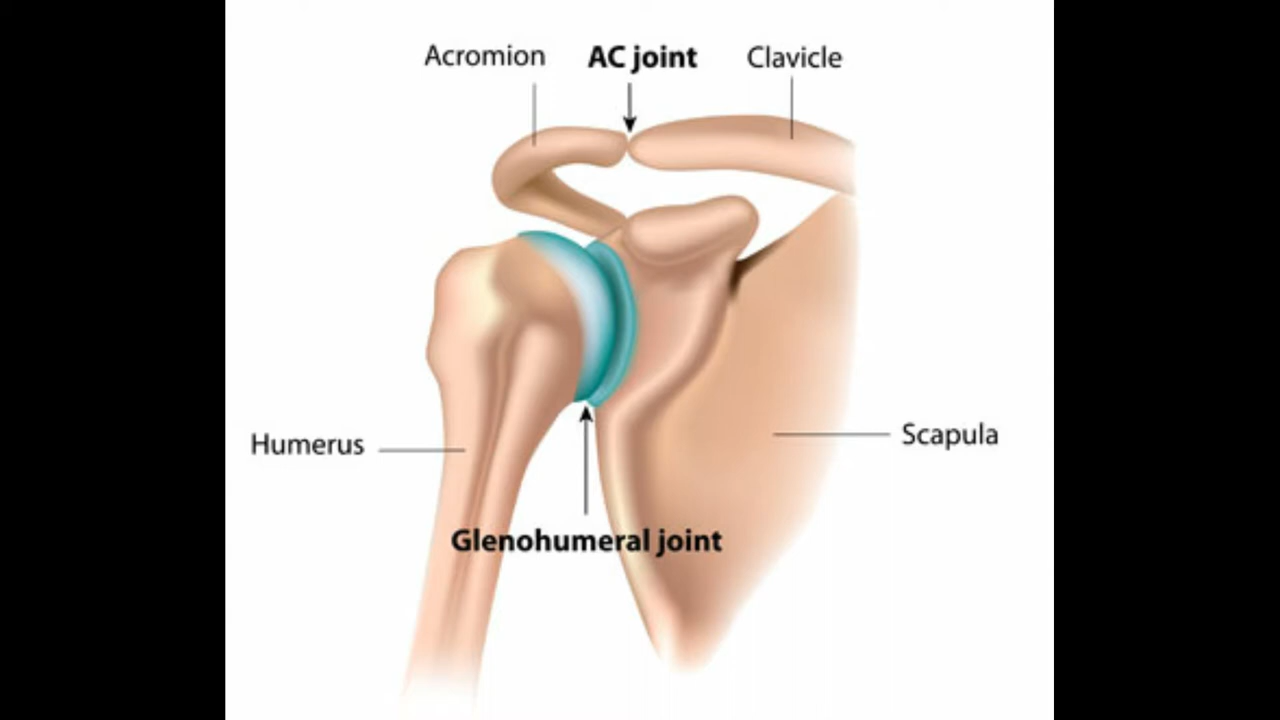 Acromion
AC joint
Clavicle
Humerus
Scapula
Glenohumeral joint